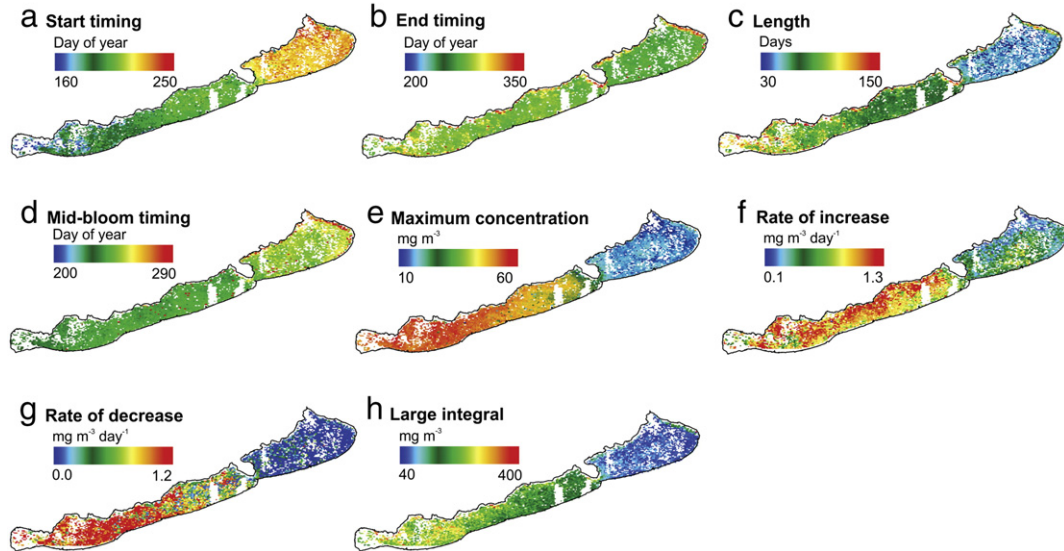 a Start timing
Day of year
160 250
b End timing
Day of year
200 350
c Length
Days
30 150
d Mid-bloom timing
Day of year
200 290
e Maximum concentration
mg m⁻³
10 60
f Rate of increase
mg m⁻³ day⁻¹
0.1 1.3
g Rate of decrease
mg m⁻³ day⁻¹
0.0 1.2
h Large integral
mg m⁻³
40 400